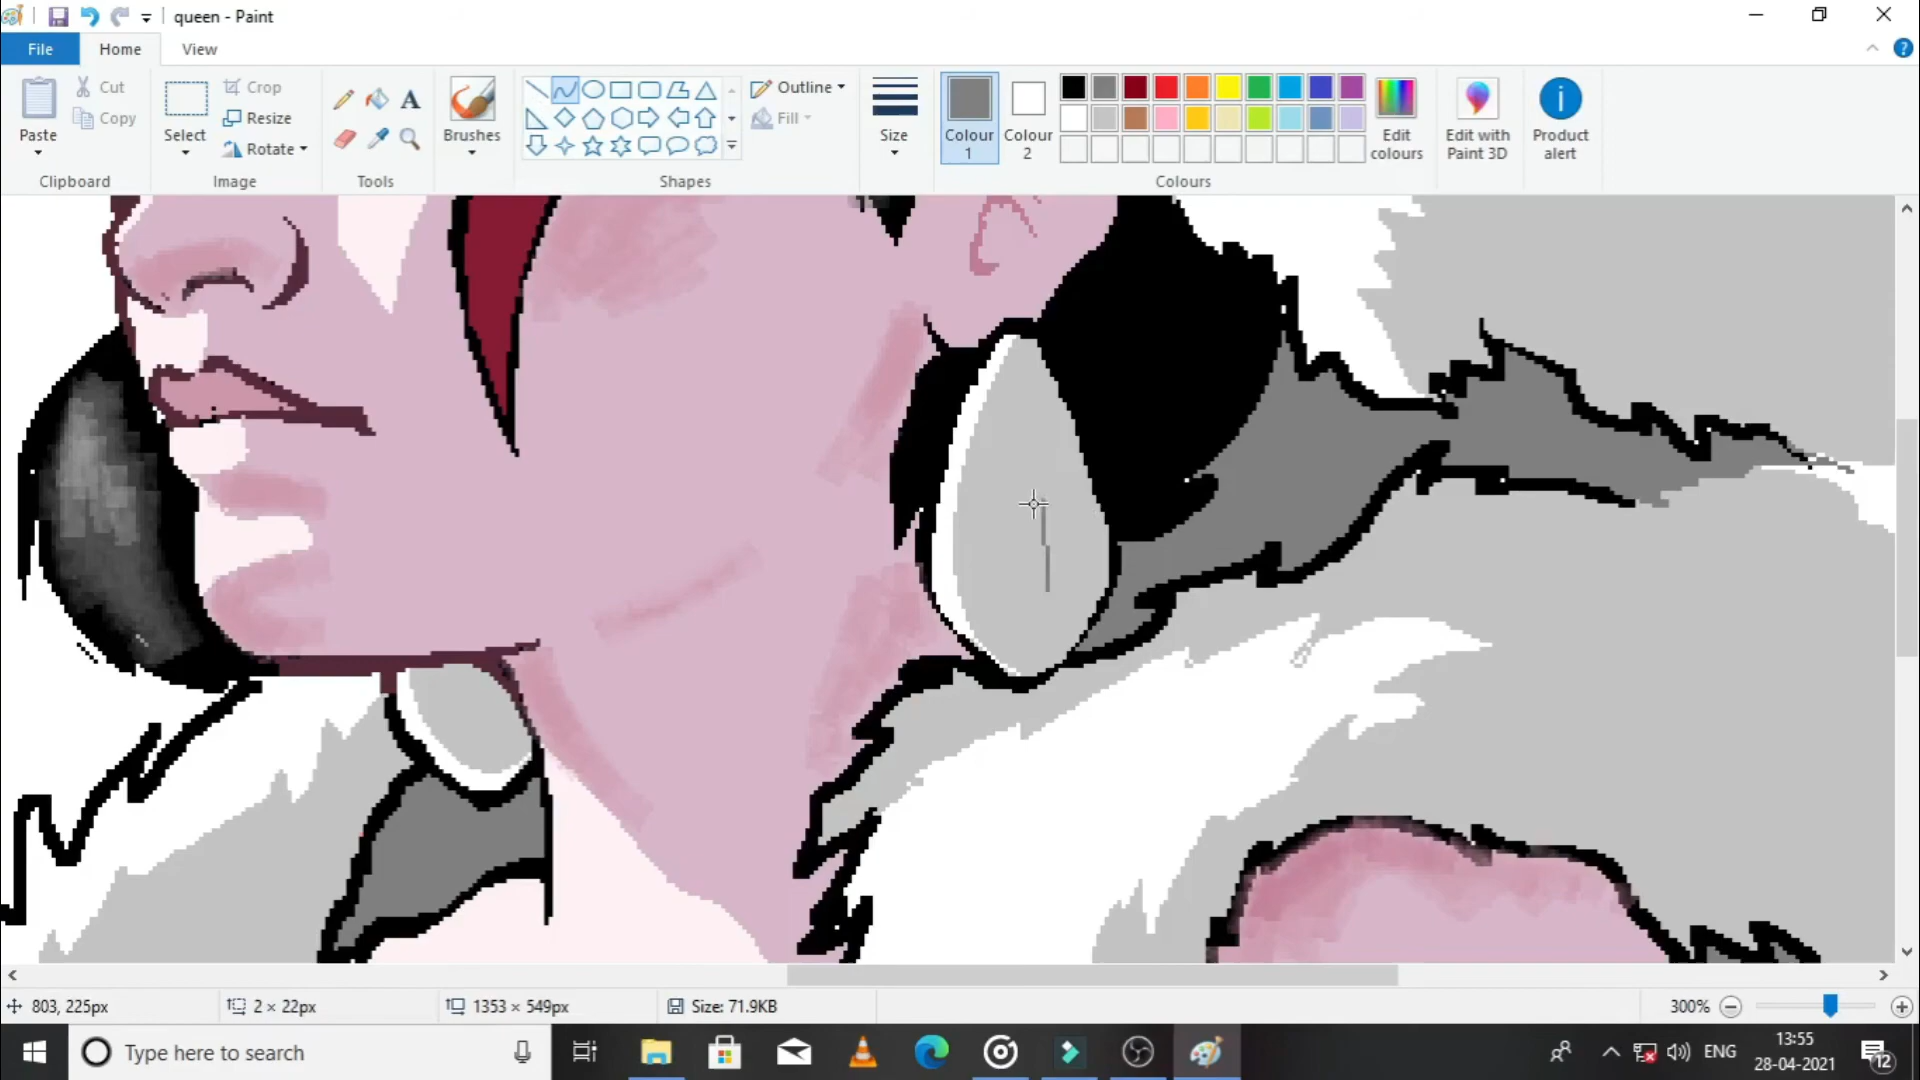 queen - Paint
File Home View
Paste
Cut
Copy
Clipboard
Select
Crop
Resize
Rotate
Image
A
Tools
Brushes
Shapes
Outline
Fill
Size
Colour 1
Colour 2
Edit colours
Colours
Edit with Paint 3D
Product alert
803, 225px
2 × 22px
1353 × 549px
Size: 71.9KB
300%
Type here to search
ENG
13:55
28-04-2021
12